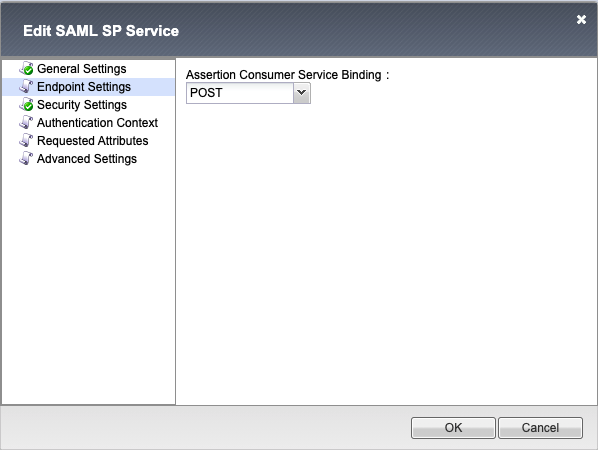 Edit SAML SP Service
General Settings
Endpoint Settings
Security Settings
Authentication Context
Requested Attributes
Advanced Settings
Assertion Consumer Service Binding :
POST
OK
Cancel